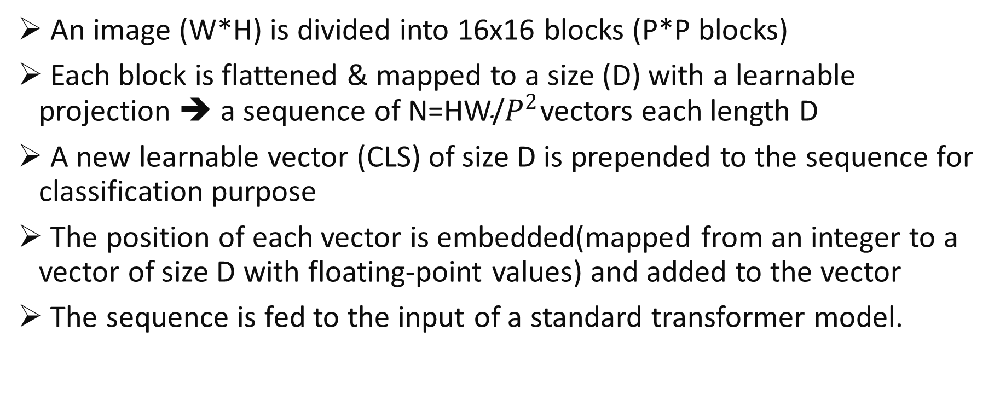 ➢ An image (W*H) is divided into 16x16 blocks (P*P blocks)
➢ Each block is flattened & mapped to a size (D) with a learnable
projection ➔ a sequence of N=HW./P² vectors each length D
➢ A new learnable vector (CLS) of size D is prepended to the sequence for
classification purpose
➢ The position of each vector is embedded(mapped from an integer to a
vector of size D with floating-point values) and added to the vector
➢ The sequence is fed to the input of a standard transformer model.